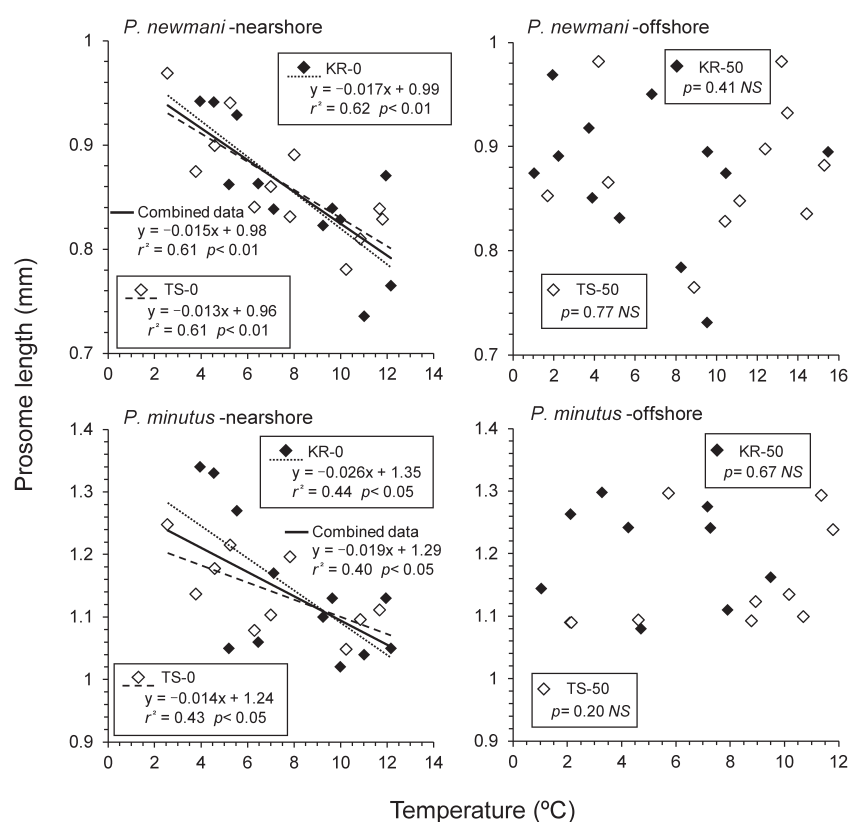 P. newmani -nearshore
1
0.9
0.8
0.7
0 2 4 6 8 10 12 14
KR-0
y = −0.017x + 0.99
r² = 0.62 p< 0.01
Combined data
y = −0.015x + 0.98
r² = 0.61 p< 0.01
TS-0
y = −0.013x + 0.96
r² = 0.61 p< 0.01
P. newmani -offshore
1
0.9
0.8
0.7
0 2 4 6 8 10 12 14 16
KR-50
p= 0.41 NS
TS-50
p= 0.77 NS
Prosome length (mm)
P. minutus -nearshore
1.4
1.3
1.2
1.1
1
0.9
0 2 4 6 8 10 12 14
KR-0
y = −0.026x + 1.35
r² = 0.44 p< 0.05
Combined data
y = −0.019x + 1.29
r² = 0.40 p< 0.05
TS-0
y = −0.014x + 1.24
r² = 0.43 p< 0.05
P. minutus -offshore
1.4
1.3
1.2
1.1
1
0.9
0 2 4 6 8 10 12
KR-50
p= 0.67 NS
TS-50
p= 0.20 NS
Temperature (ºC)